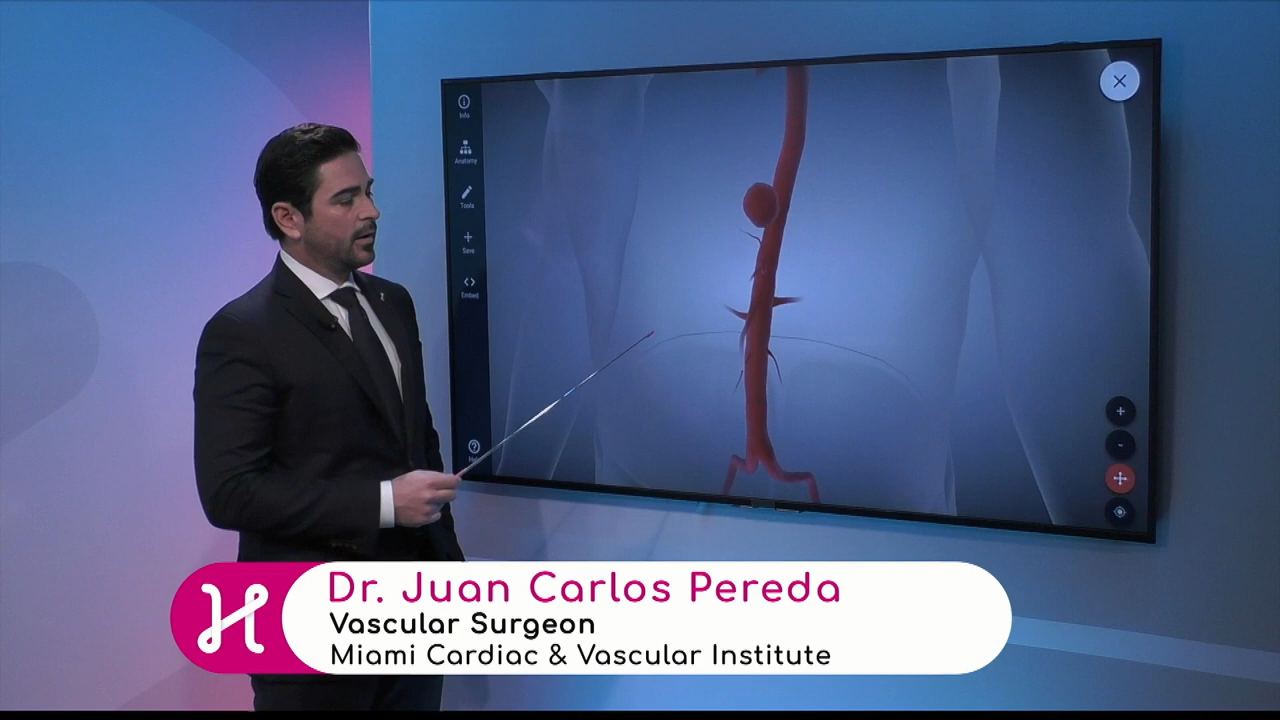 Info
Anatomy
Tools
Save
Embed
Dr. Juan Carlos Pereda
Vascular Surgeon
Miami Cardiac & Vascular Institute